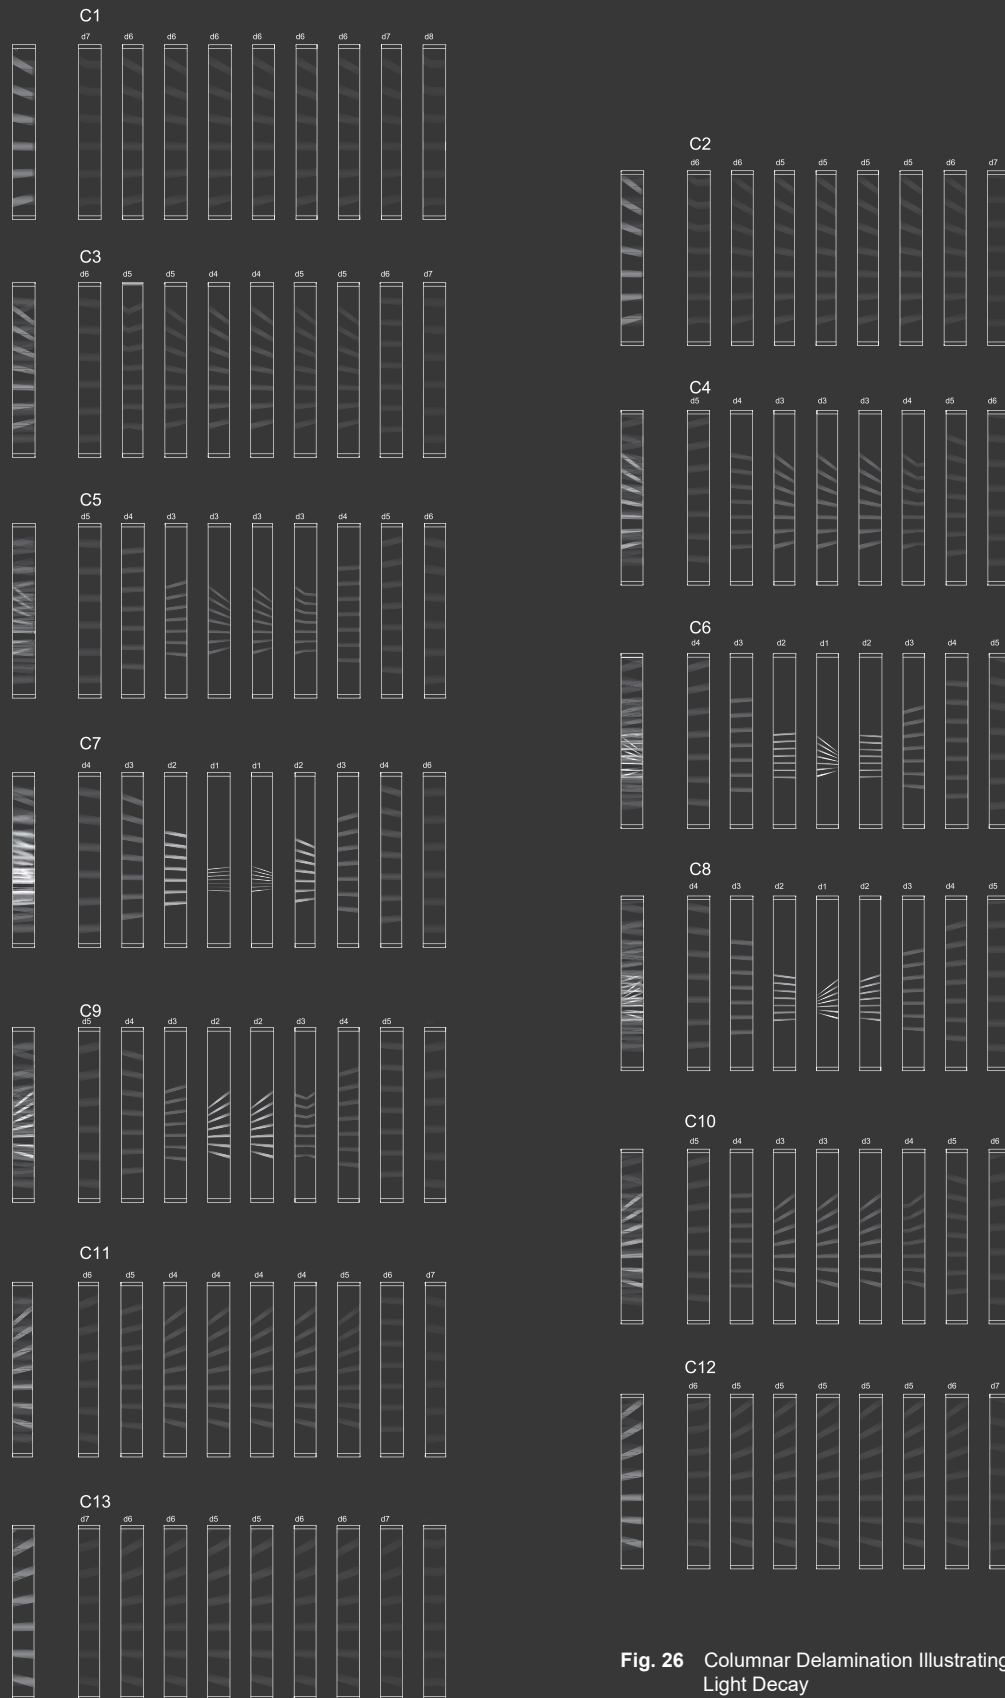 C1
d7 d6 d6 d6 d6 d6 d6 d7 d8
C2
d6 d6 d5 d5 d5 d5 d6 d7
C3
d6 d5 d5 d4 d4 d5 d5 d6 d7
C4
d5 d4 d3 d3 d3 d4 d5 d6
C5
d5 d4 d3 d3 d3 d3 d4 d5 d6
C6
d4 d3 d2 d1 d2 d3 d4 d5
C7
d4 d3 d2 d1 d1 d2 d3 d4 d6
C8
d4 d3 d2 d1 d2 d3 d4 d5
C9
d5 d4 d3 d2 d2 d3 d4 d5
C10
d5 d4 d3 d3 d3 d4 d5 d6
C11
d6 d5 d4 d4 d4 d4 d5 d6 d7
C12
d6 d5 d5 d5 d5 d5 d6 d7
C13
d7 d6 d6 d5 d5 d6 d6 d7
Fig. 26 Columnar Delamination Illustrating
Light Decay